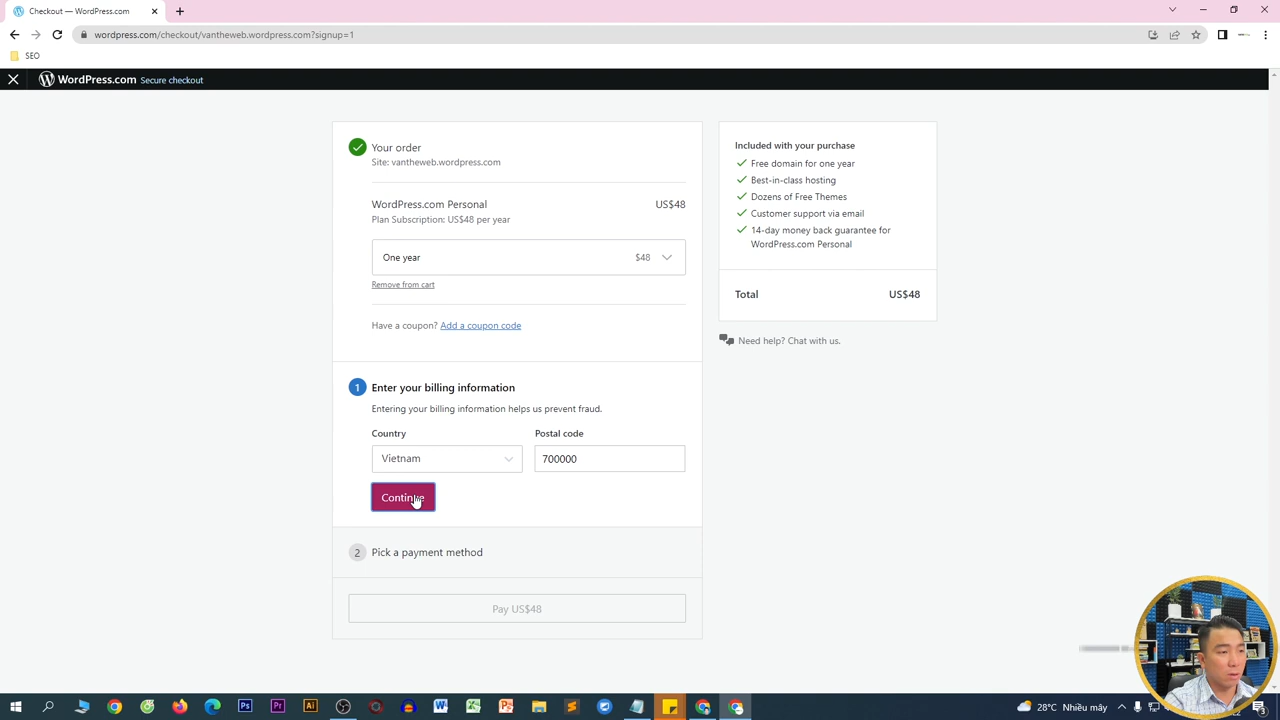 Checkout — WordPress.com
wordpress.com/checkout/vantheweb.wordpress.com?signup=1
SEO
WordPress.com Secure checkout
Your order
Site: vantheweb.wordpress.com
WordPress.com Personal US$48
Plan Subscription: US$48 per year
One year $48
Remove from cart
Have a coupon? Add a coupon code
1 Enter your billing information
Entering your billing information helps us prevent fraud.
Country Postal code
Vietnam 700000
Continue
2 Pick a payment method
Pay US$48
Included with your purchase
Free domain for one year
Best-in-class hosting
Dozens of Free Themes
Customer support via email
14-day money back guarantee for
WordPress.com Personal
Total US$48
Need help? Chat with us.
28°C Nhiều mây